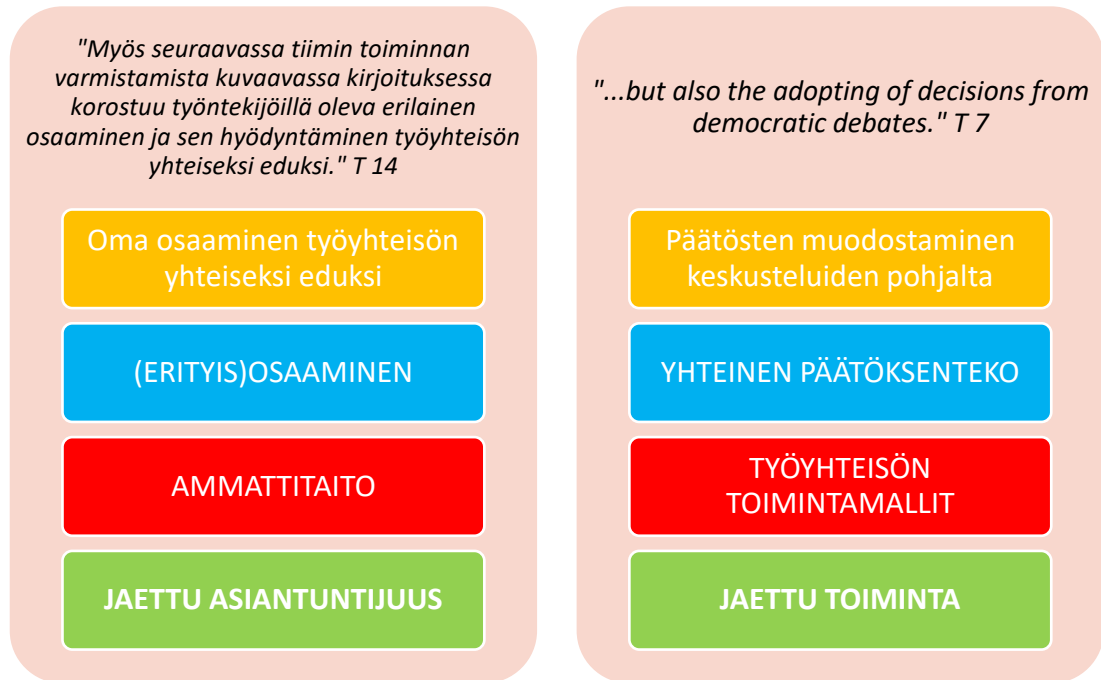 "Myös seuraavassa tiimin toiminnan
varmistamista kuvaavassa kirjoituksessa
korostuu työntekijöillä oleva erilainen
osaaminen ja sen hyödyntäminen työyhteisön
yhteiseksi eduksi." T 14
Oma osaaminen työyhteisön
yhteiseksi eduksi
(ERITYIS)OSAAMINEN
AMMATTITAITO
JAETTU ASIANTUNTIJUUS
"...but also the adopting of decisions from
democratic debates." T 7
Päätösten muodostaminen
keskusteluiden pohjalta
YHTEINEN PÄÄTÖKSENTEKO
TYÖYHTEISÖN
TOIMINTAMALLIT
JAETTU TOIMINTA